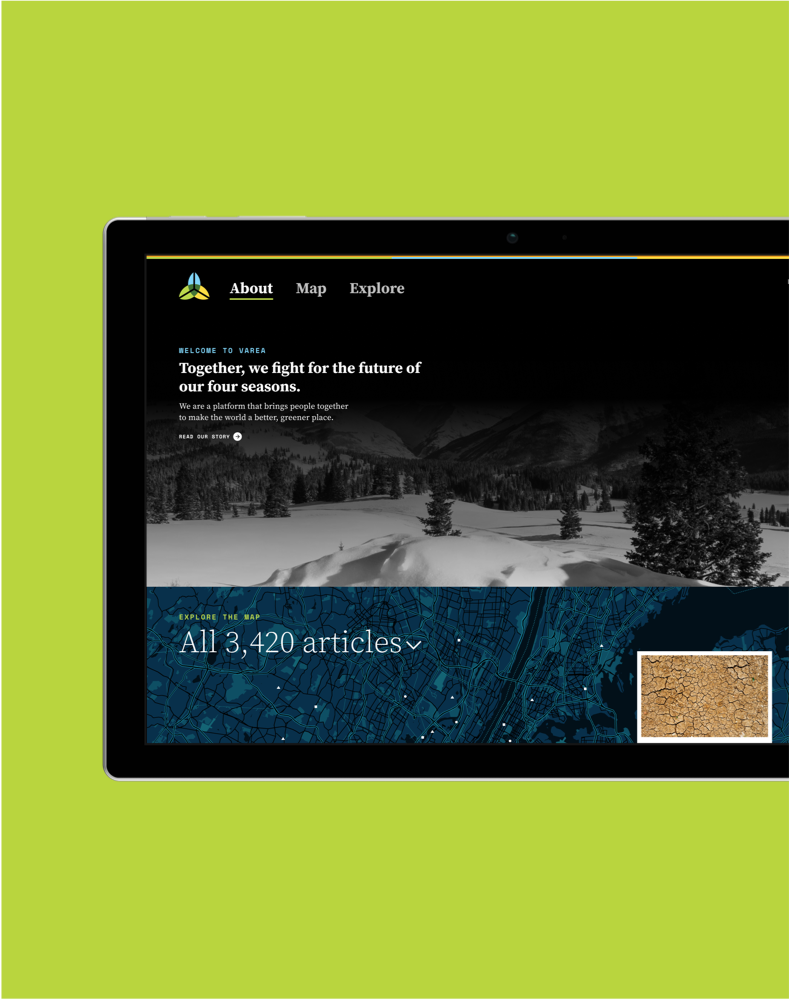 About Map Explore
WELCOME TO VAREA
Together, we fight for the future of
our four seasons.
We are a platform that brings people together
to make the world a better, greener place.
READ OUR STORY
EXPLORE THE MAP
All 3,420 articles